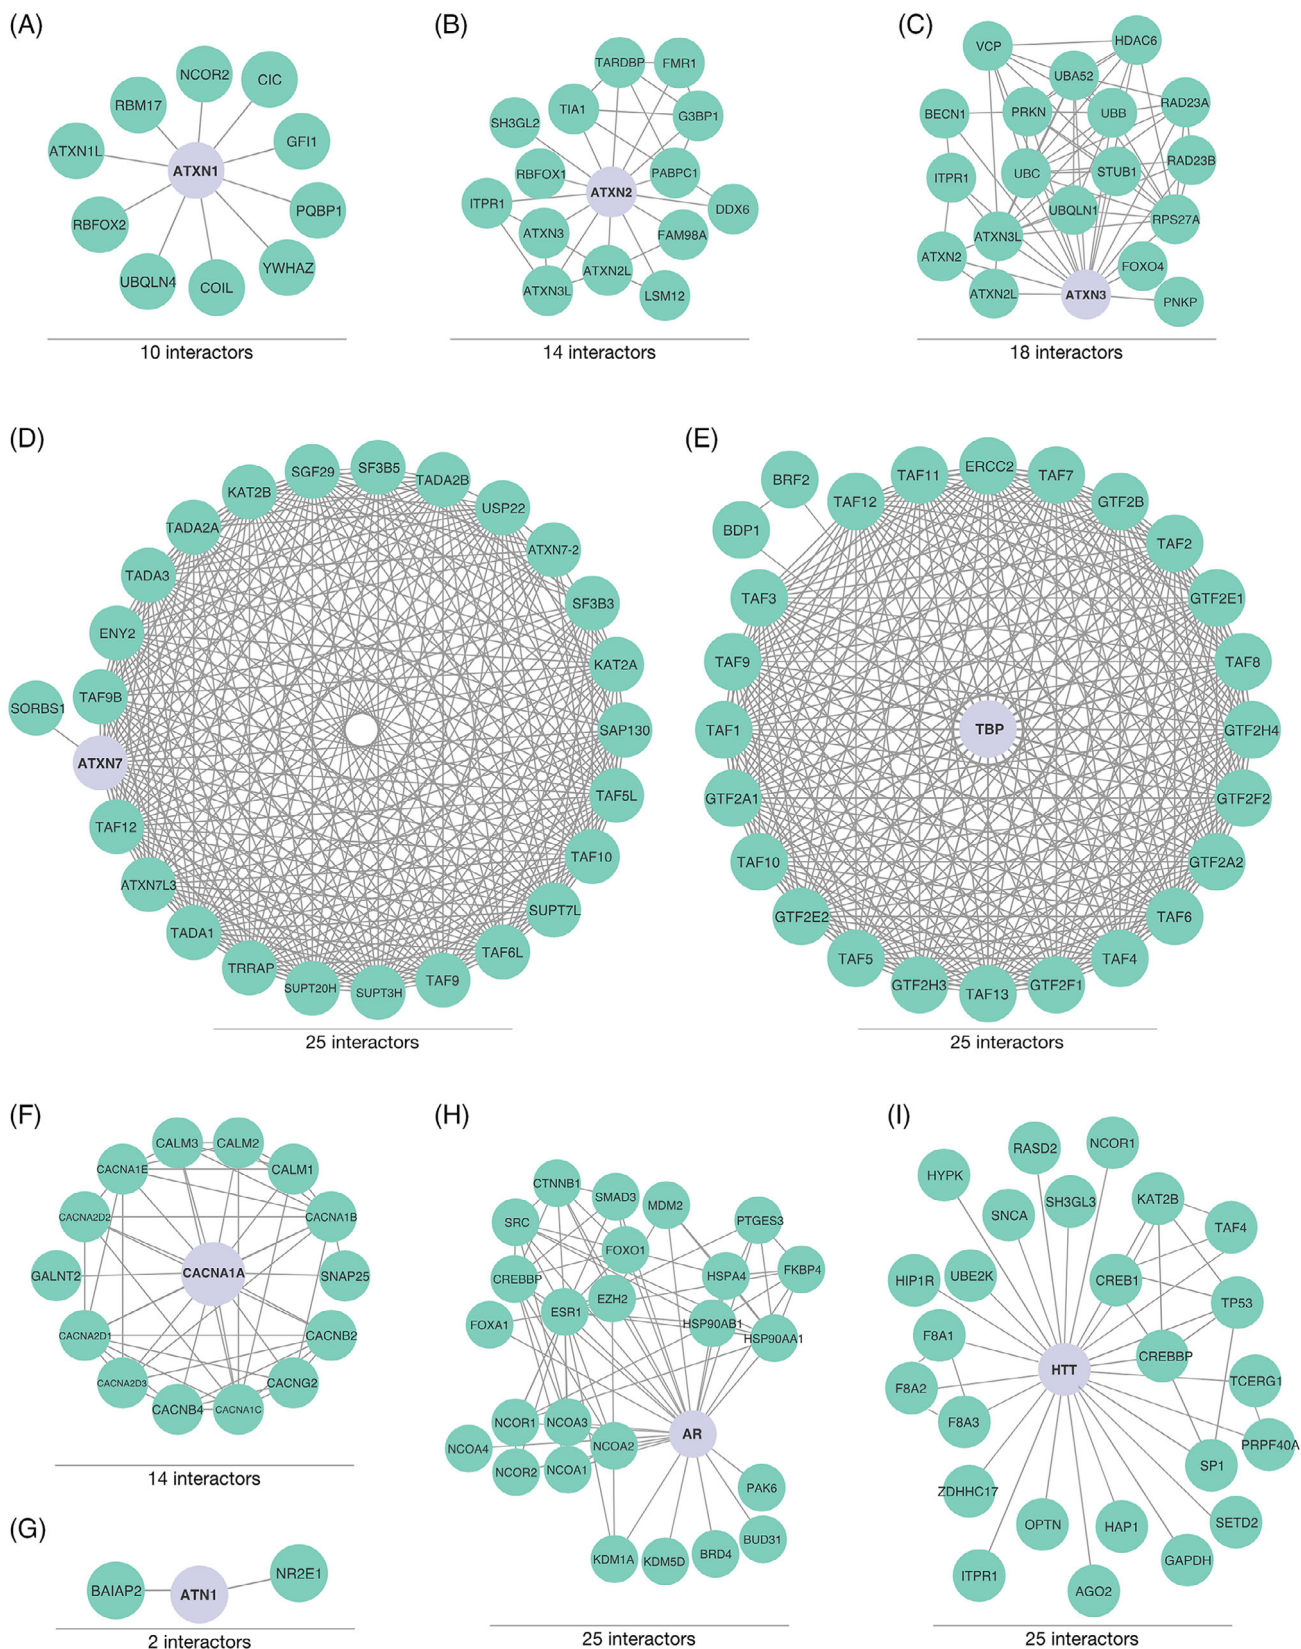 (A)
NCOR2
CIC
RBM17
GFI1
ATXN1L
ATXN1
PQBP1
RBFOX2
YWHAZ
UBQLN4
COIL
10 interactors
(B)
TARDBP
FMR1
TIA1
G3BP1
SH3GL2
RBFOX1
PABPC1
ATXN2
ITPR1
DDX6
ATXN3
FAM98A
ATXN2L
ATXN3L
LSM12
14 interactors
(C)
VCP
HDAC6
UBA52
RAD23A
BECN1
PRKN
UBB
RAD23B
ITPR1
UBC
STUB1
UBQLN1
RPS27A
ATXN3L
ATXN2
FOXO4
ATXN2L
ATXN3
PNKP
18 interactors
(D)
SGF29
SF3B5
TADA2B
KAT2B
USP22
TADA2A
ATXN7-2
TADA3
SF3B3
ENY2
KAT2A
TAF9B
SORBS1
SAP130
ATXN7
TAF5L
TAF12
TAF10
ATXN7L3
SUPT7L
TADA1
TAF6L
TRRAP
TAF9
SUPT20H
SUPT3H
25 interactors
(E)
BRF2
TAF11
ERCC2
TAF7
TAF12
GTF2B
BDP1
TAF2
TAF3
GTF2E1
TAF9
TAF8
TAF1
TBP
GTF2H4
GTF2A1
GTF2F2
TAF10
GTF2A2
GTF2E2
TAF6
TAF5
TAF4
GTF2H3
TAF13
GTF2F1
25 interactors
(F)
CALM3
CALM2
CACNA1E
CALM1
CACNA2D2
CACNA1B
GALNT2
CACNA1A
SNAP25
CACNA2D1
CACNB2
CACNA2D3
CACNG2
CACNB4
CACNA1C
14 interactors
(G)
BAIAP2
ATN1
NR2E1
2 interactors
(H)
CTNNB1
SMAD3
MDM2
SRC
PTGES3
FOXO1
CREBBP
HSPA4
FKBP4
EZH2
ESR1
FOXA1
HSP90AB1
HSP90AA1
NCOR1
NCOA3
NCOA4
NCOA2
AR
NCOR2
NCOA1
PAK6
BUD31
KDM1A
KDM5D
BRD4
25 interactors
(I)
RASD2
NCOR1
HYPK
SH3GL3
KAT2B
SNCA
TAF4
HIP1R
UBE2K
CREB1
TP53
F8A1
CREBBP
HTT
F8A2
TCERG1
F8A3
PRPF40A
SP1
ZDHHC17
OPTN
HAP1
SETD2
GAPDH
ITPR1
AGO2
25 interactors